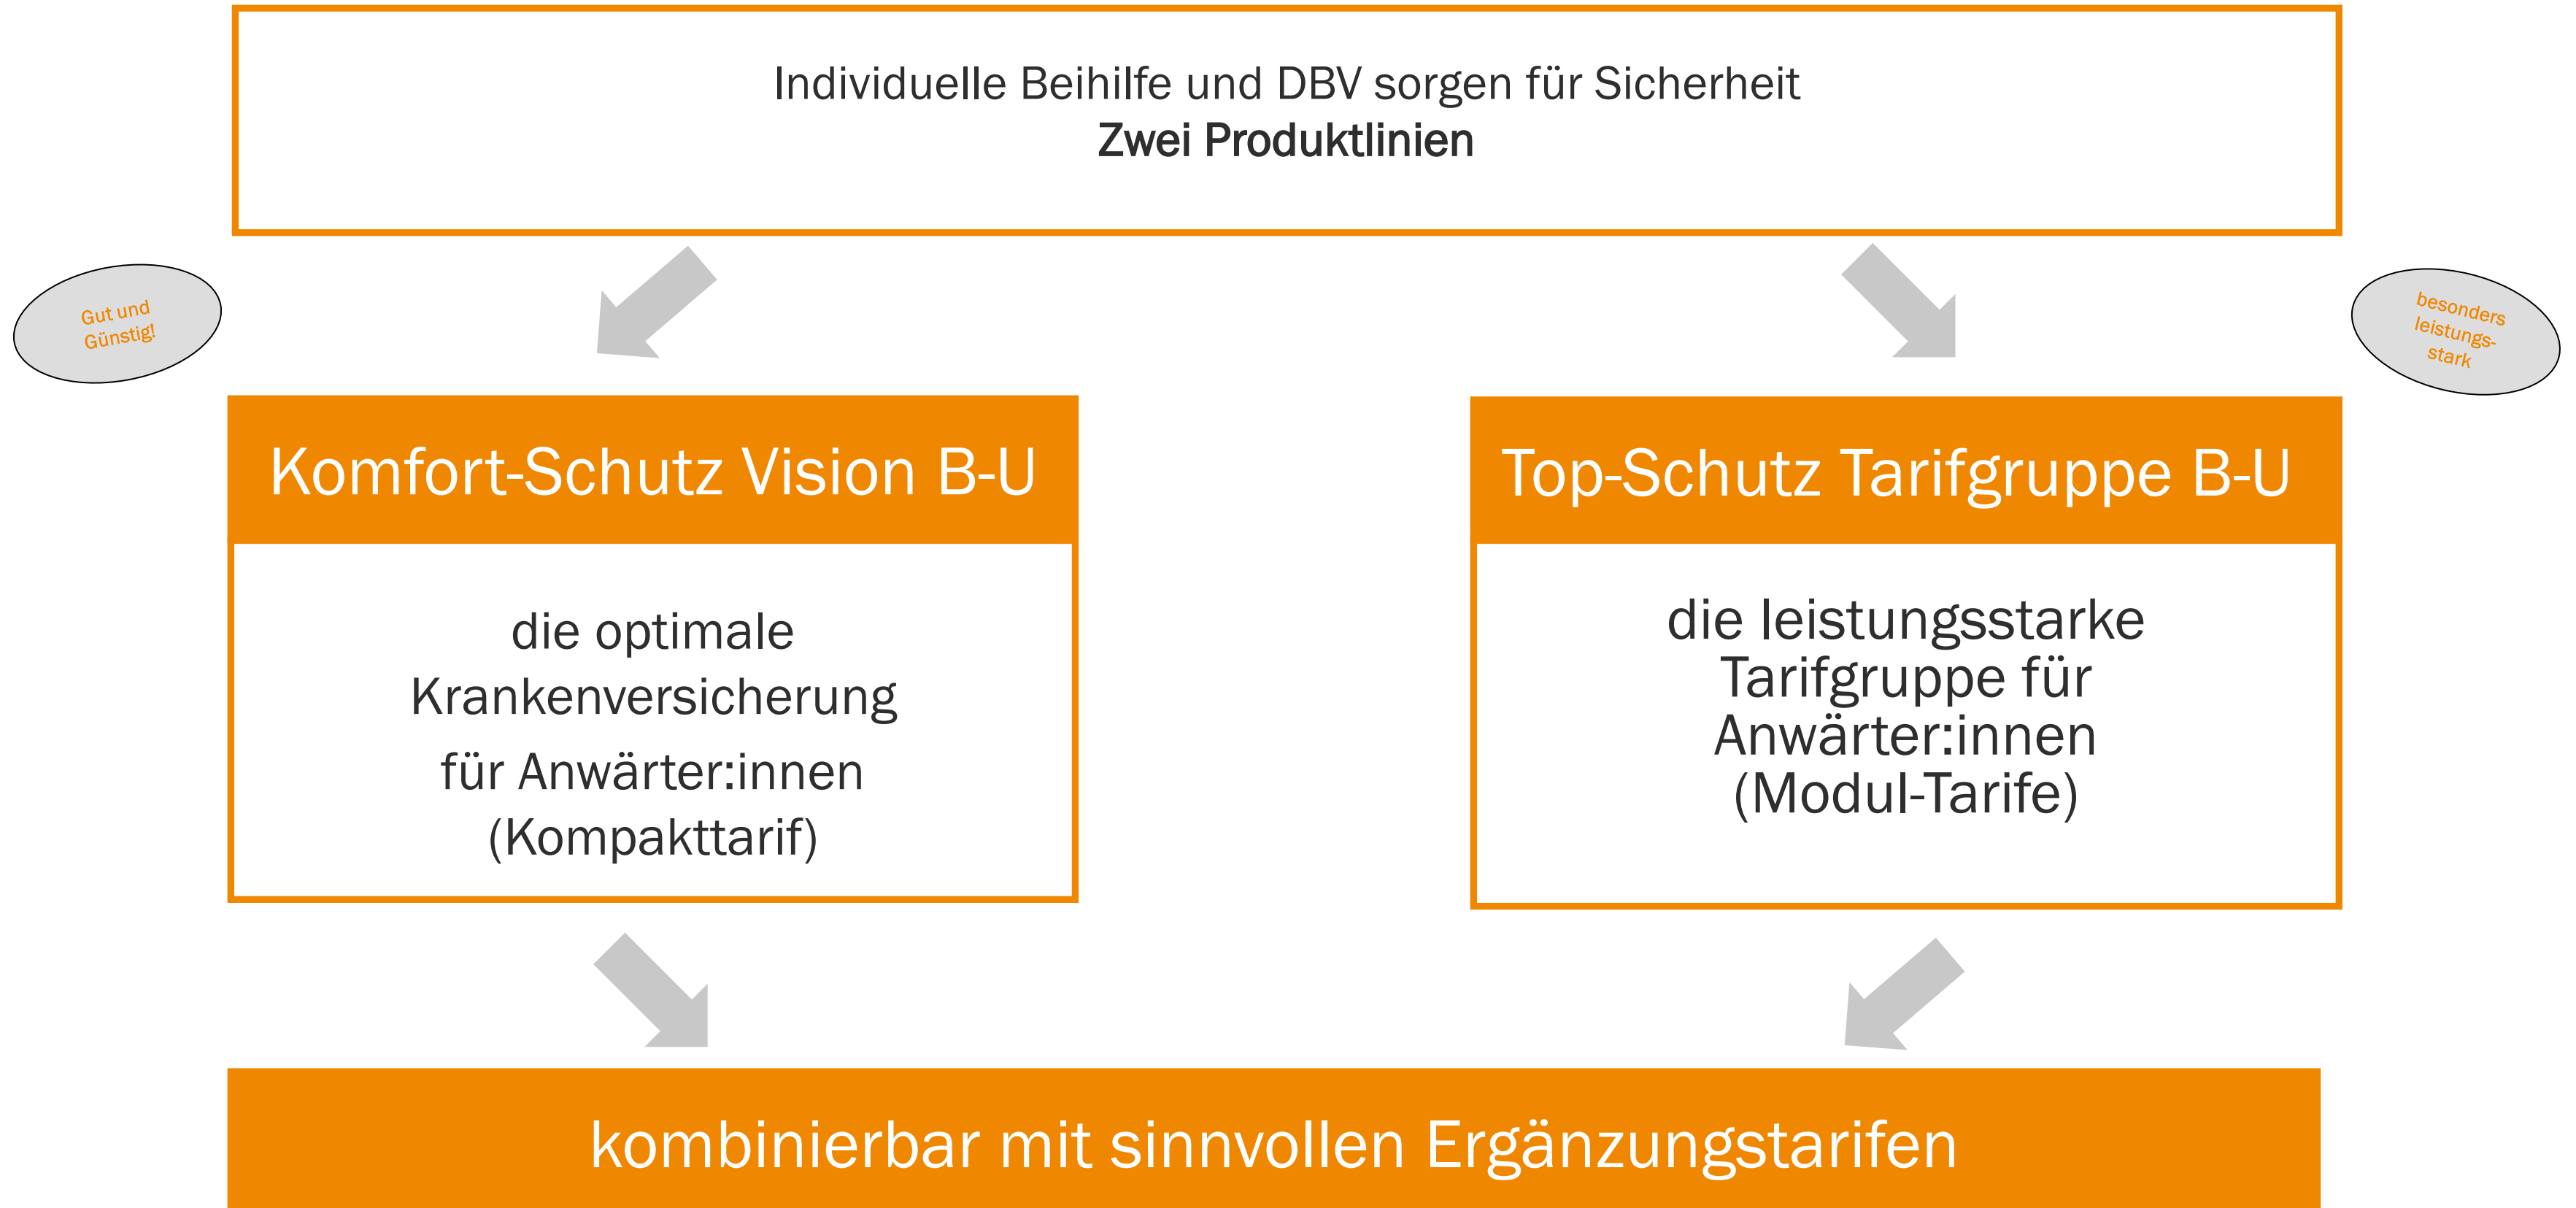 Individuelle Beihilfe und DBV sorgen für Sicherheit
Zwei Produktlinien
Gut und
Günstig!
besonders
leistungs-
stark
Komfort-Schutz Vision B-U
die optimale
Krankenversicherung
für Anwärter:innen
(Kompakttarif)
Top-Schutz Tarifgruppe B-U
die leistungsstarke
Tarifgruppe für
Anwärter:innen
(Modul-Tarife)
kombinierbar mit sinnvollen Ergänzungstarifen